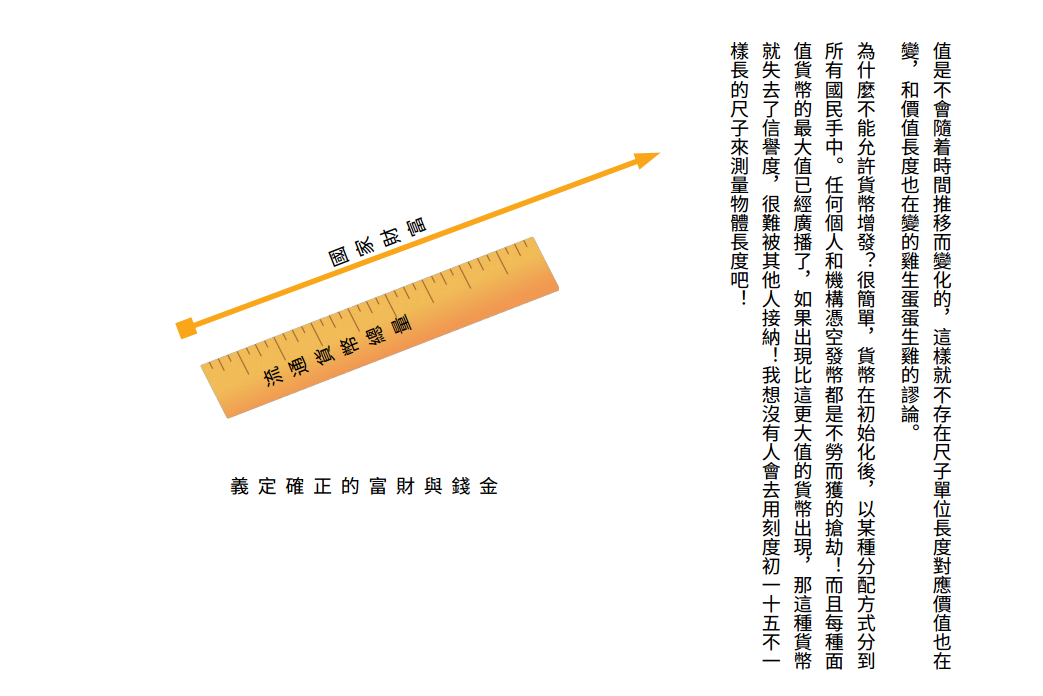 值是不會隨着時間推移而變化的，這樣就不存在尺子單位長度對應價值也在
變，和價值長度也在變的雞生蛋蛋生雞的謬論。
為什麼不能允許貨幣增發？很簡單，貨幣在初始化後，以某種分配方式分到
所有國民手中。任何個人和機構憑空發幣都是不勞而獲的搶劫！而且每種面
值貨幣的最大值已經廣播了，如果出現比這更大值的貨幣出現，那這種貨幣
就失去了信譽度，很難被其他人接納！我想沒有人會去用刻度初一十五不一
樣長的尺子來測量物體長度吧！
國家財富
流通貨幣總量
義定確正的富財與錢金